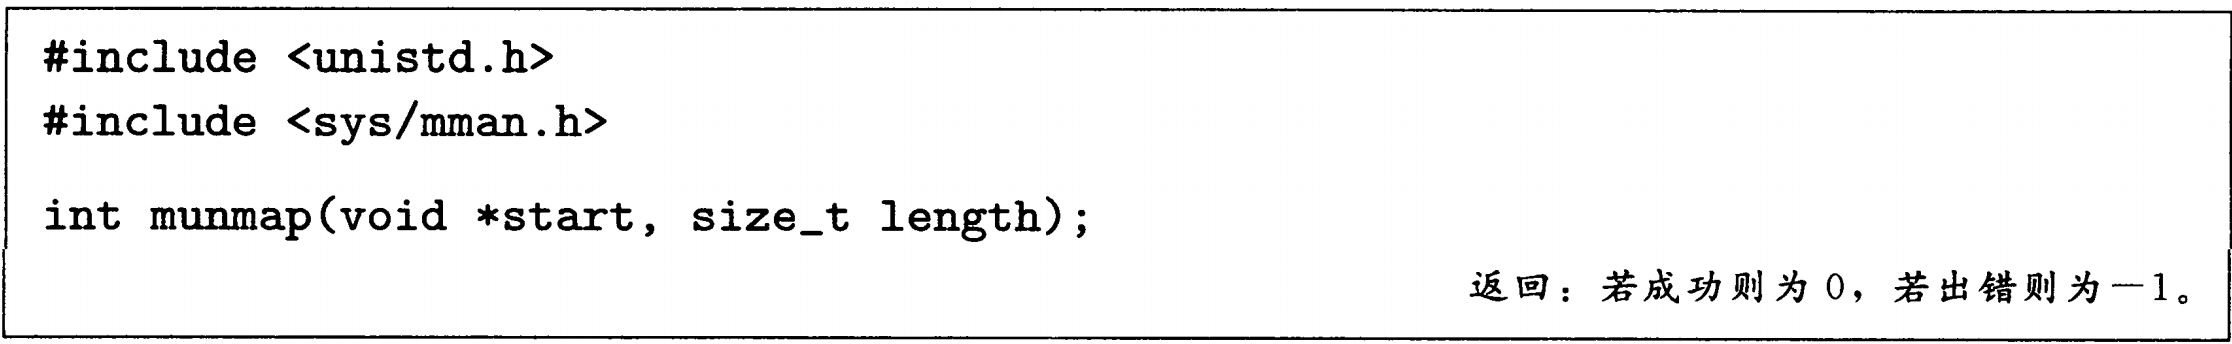 #include <unistd.h>
#include <sys/mman.h>
int munmap(void *start, size_t length);
返回：若成功则为 0，若出错则为－1。